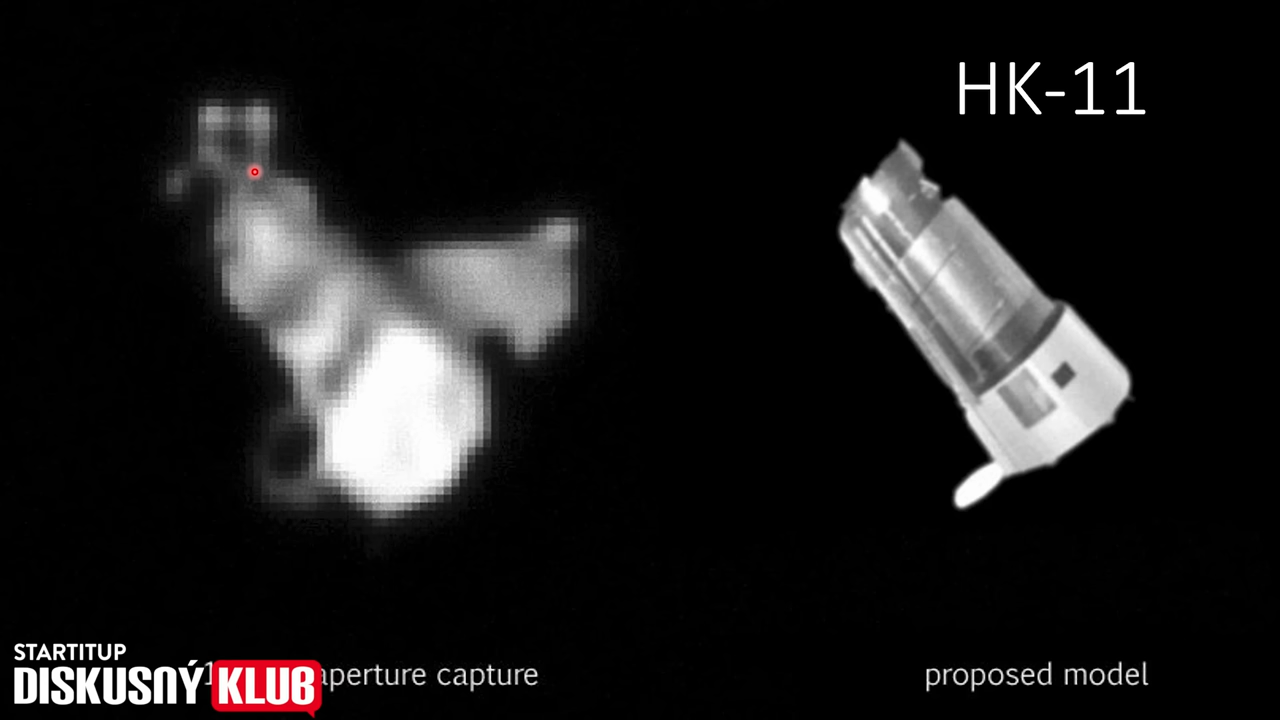 HK-11
aperture capture
proposed model
STARTITUP
DISKUSNÝ KLUB